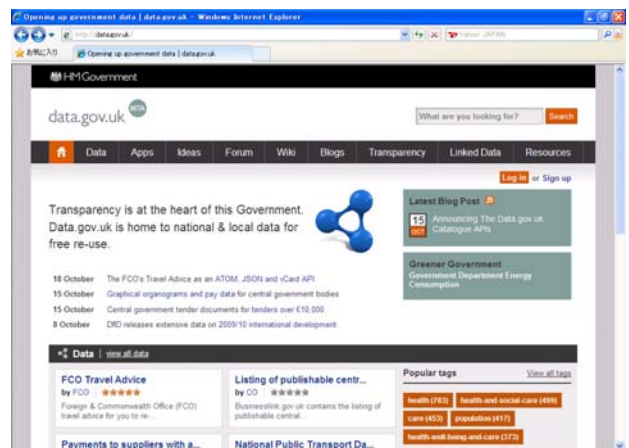 Opening up government data | data.gov.uk - Windows Internet Explorer
http://data.gov.uk/
Yahoo! JAPAN
お気に入り
Opening up government data | data.gov.uk
HM Government
data.gov.uk BETA
What are you looking for?
Search
Data Apps Ideas Forum Wiki Blogs Transparency Linked Data Resources
Log in or Sign up
Transparency is at the heart of this Government.
Data.gov.uk is home to national & local data for
free re-use.
Latest Blog Post
15 OCT
Announcing The Data.gov.uk
Catalogue APIs
Greener Government
Government Department Energy
Consumption
18 October The FCO's Travel Advice as an ATOM, JSON and vCard API
15 October Graphical organograms and pay data for central government bodies
15 October Central government tender documents for tenders over £10,000
8 October DfID releases extensive data on 2009/10 international development
Data | view all data
FCO Travel Advice
by FCO
Foreign & Commonwealth Office (FCO)
travel advice for you to re-...
Listing of publishable centr...
by CO
Businesslink.gov.uk contains the listing of
publishable central...
Popular tags
View all tags
health (783) health-and-social-care (499)
care (453) population (417)
health-well-being-and-care (373)
Payments to suppliers with a...
National Public Transport Da...